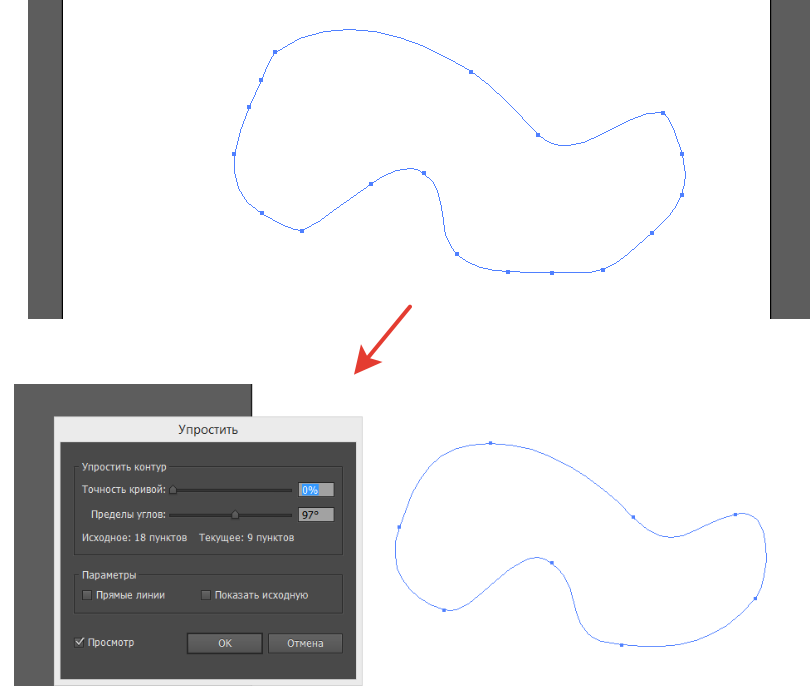 Упростить
Упростить контур
Точность кривой: 0%
Пределы углов: 97°
Исходное: 18 пунктов Текущее: 9 пунктов
Параметры
Прямые линии Показать исходную
Просмотр OK Отмена